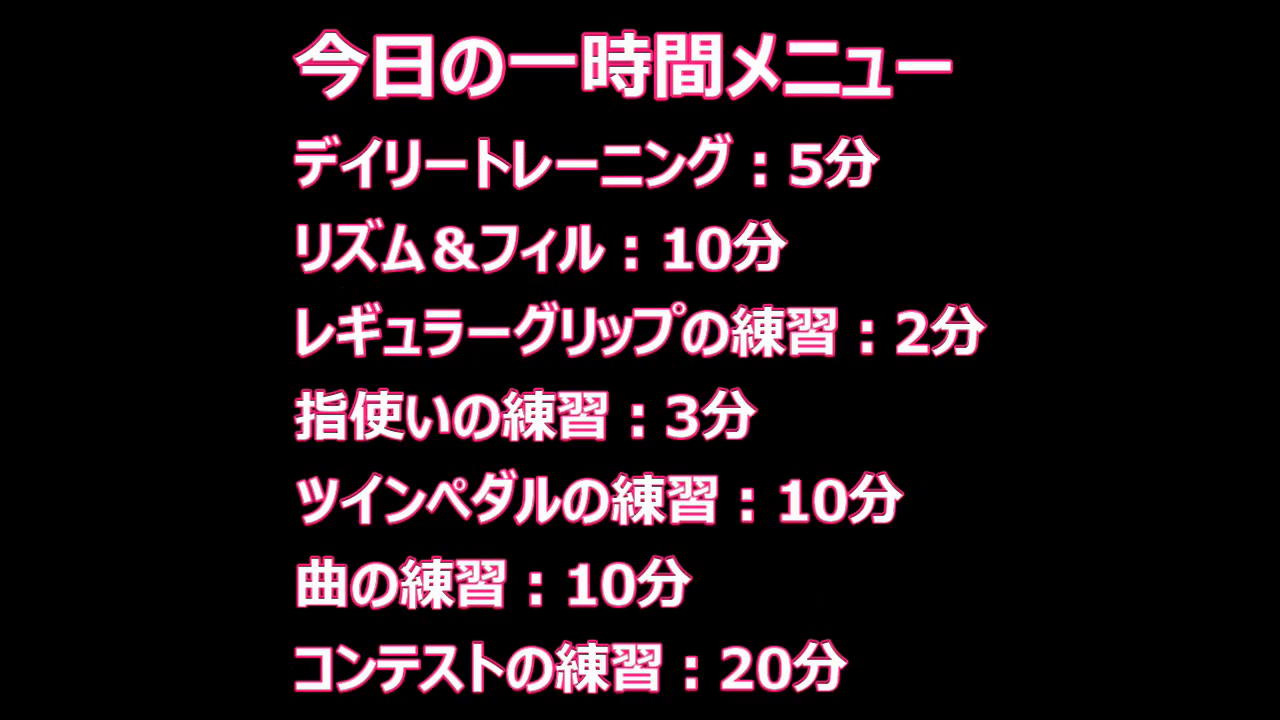 今日の一時間メニュー
デイリートレーニング：5分
リズム＆フィル：10分
レギュラーグリップの練習：2分
指使いの練習：3分
ツインペダルの練習：10分
曲の練習：10分
コンテストの練習：20分